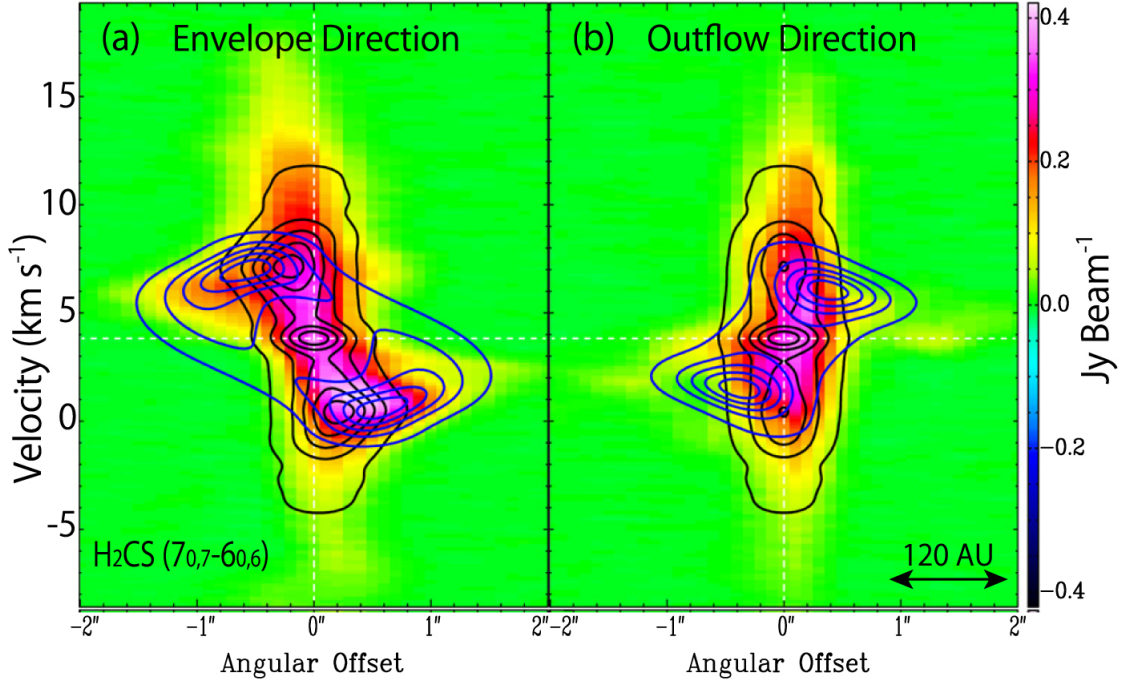 (a) Envelope Direction
(b) Outflow Direction
0.4
15
0.2
10
Velocity (km s⁻¹)
5
0.0
Jy Beam⁻¹
0
−0.2
-5
H₂CS (7₀,₇-6₀,₆)
120 AU
−0.4
-2" -1" 0" 1" 2" -2" -1" 0" 1" 2"
Angular Offset Angular Offset